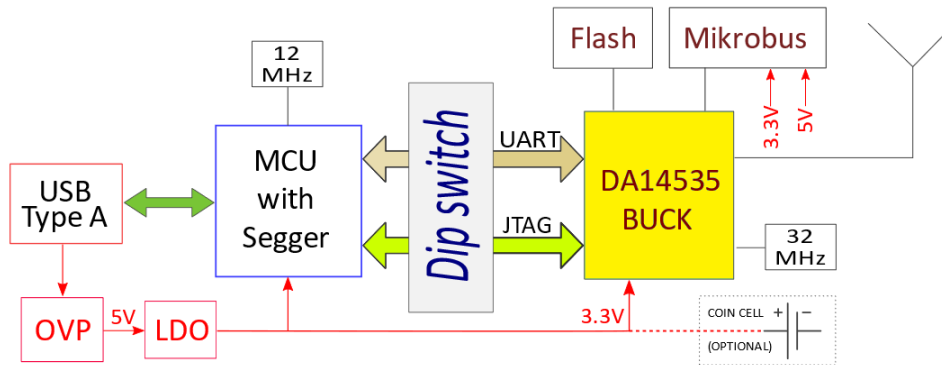 Flash
Mikrobus
12
MHz
3.3V
5V
MCU
with
Segger
Dip switch
UART
JTAG
DA14535
BUCK
USB
Type A
32
MHz
OVP
5V
LDO
3.3V
COIN CELL
+
−
(OPTIONAL)